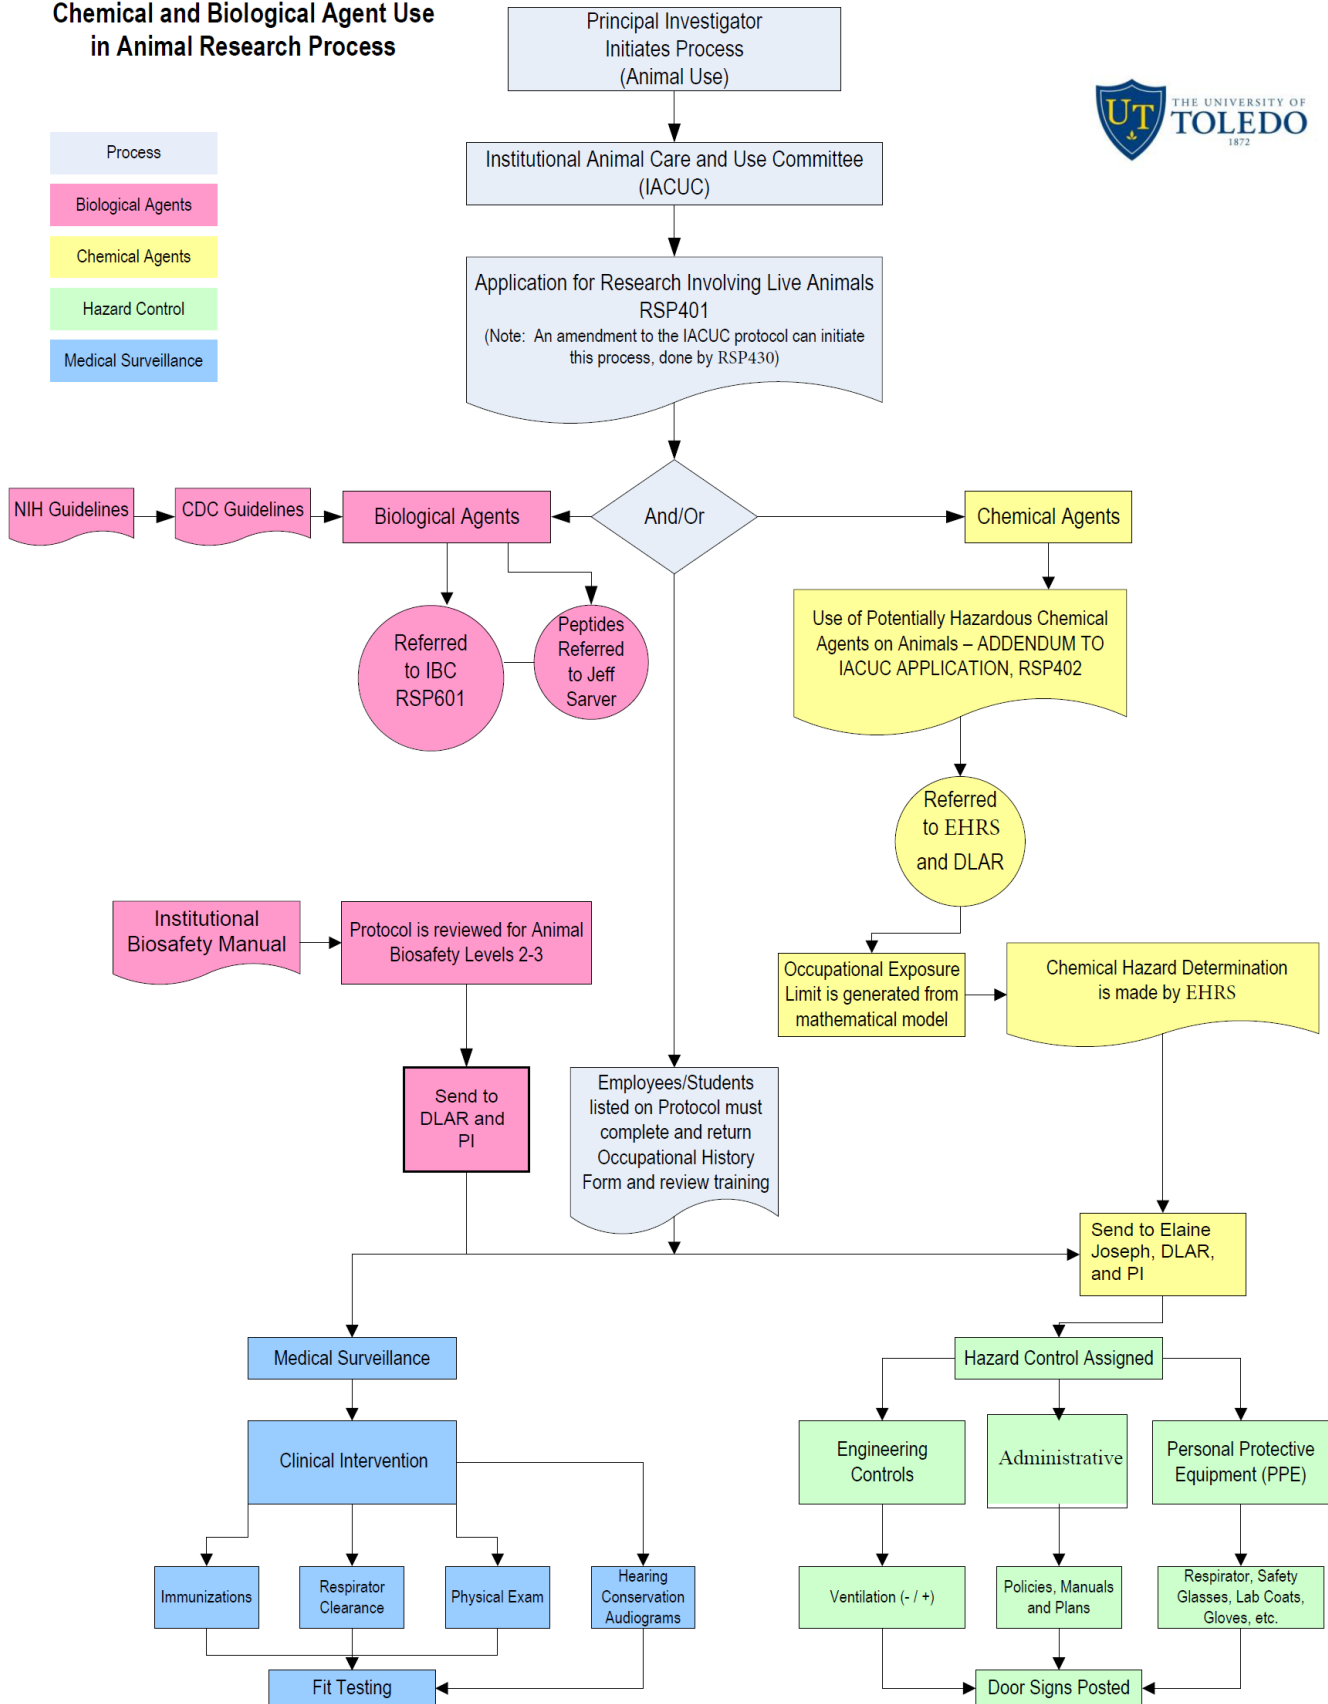 Chemical and Biological Agent Use
in Animal Research Process
Principal Investigator
Initiates Process
(Animal Use)
UT
THE UNIVERSITY OF
TOLEDO
1872
Process
Biological Agents
Chemical Agents
Hazard Control
Medical Surveillance
Institutional Animal Care and Use Committee
(IACUC)
Application for Research Involving Live Animals
RSP401
(Note:  An amendment to the IACUC protocol can initiate
this process, done by RSP430)
NIH Guidelines
CDC Guidelines
Biological Agents
And/Or
Chemical Agents
Referred
to IBC
RSP601
Peptides
Referred
to Jeff
Sarver
Use of Potentially Hazardous Chemical
Agents on Animals – ADDENDUM TO
IACUC APPLICATION, RSP402
Referred
to EHRS
and DLAR
Institutional
Biosafety Manual
Protocol is reviewed for Animal
Biosafety Levels 2-3
Occupational Exposure
Limit is generated from
mathematical model
Chemical Hazard Determination
is made by EHRS
Send to
DLAR and
PI
Employees/Students
listed on Protocol must
complete and return
Occupational History
Form and review training
Send to Elaine
Joseph, DLAR,
and PI
Medical Surveillance
Hazard Control Assigned
Clinical Intervention
Engineering
Controls
Administrative
Personal Protective
Equipment (PPE)
Immunizations
Respirator
Clearance
Physical Exam
Hearing
Conservation
Audiograms
Ventilation (- / +)
Policies, Manuals
and Plans
Respirator, Safety
Glasses, Lab Coats,
Gloves, etc.
Fit Testing
Door Signs Posted